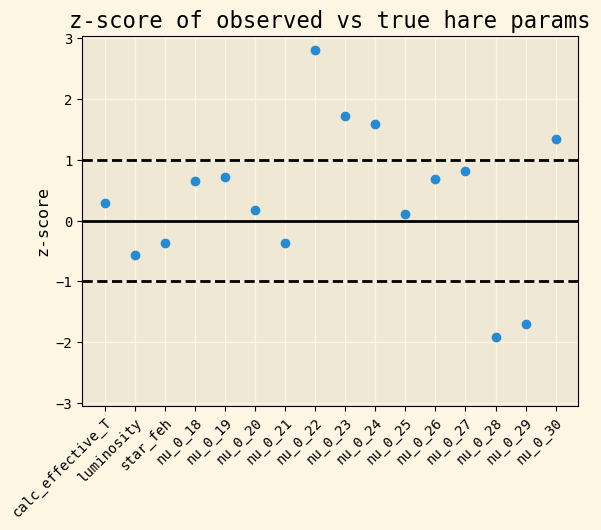 z-score of observed vs true hare params
z-score
3
2
1
0
−1
−2
−3
calc_effective_T
luminosity
star_feh
nu_0_18
nu_0_19
nu_0_20
nu_0_21
nu_0_22
nu_0_23
nu_0_24
nu_0_25
nu_0_26
nu_0_27
nu_0_28
nu_0_29
nu_0_30